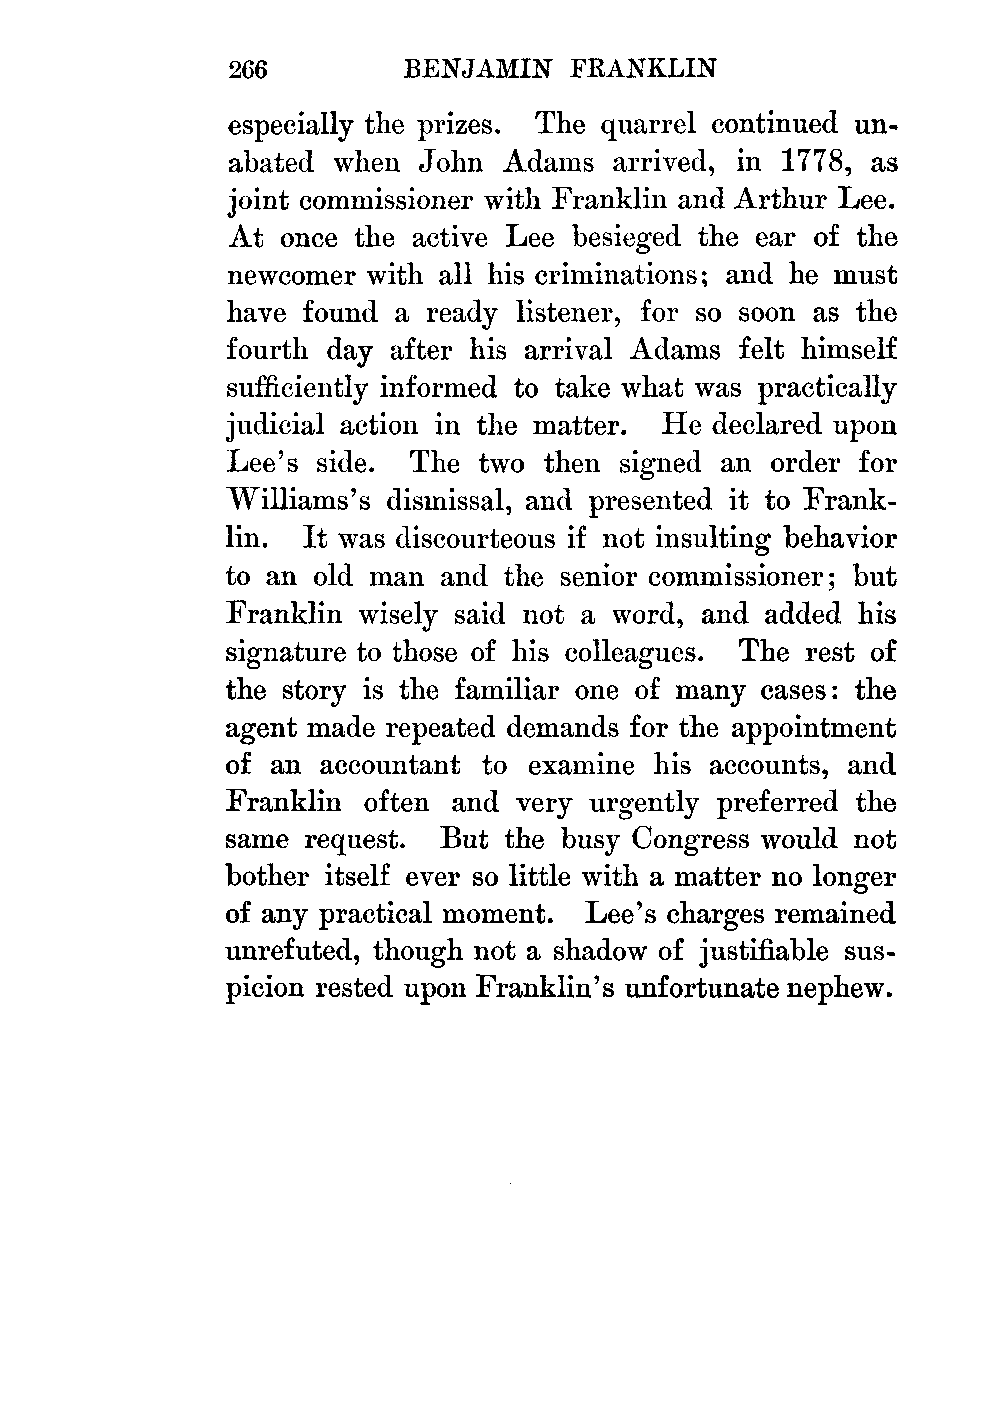 266 BENJAMIN FRANKLIN
especially the prizes. The quarrel continued un-
abated when John Adams arrived, in 1778, as
joint commissioner with Franklin and Arthur Lee.
At once the active Lee besieged the ear of the
newcomer with all his criminations; and he must
have found a ready listener, for so soon as the
fourth day after his arrival Adams felt himself
sufficiently informed to take what was practically
judicial action in the matter. He declared upon
Lee's side. The two then signed an order for
Williams's dismissal, and presented it to Frank-
lin. It was discourteous if not insulting behavior
to an old man and the senior commissioner; but
Franklin wisely said not a word, and added his
signature to those of his colleagues. The rest of
the story is the familiar one of many cases: the
agent made repeated demands for the appointment
of an accountant to examine his accounts, and
Franklin often and very urgently preferred the
same request. But the busy Congress would not
bother itself ever so little with a matter no longer
of any practical moment. Lee's charges remained
unrefuted, though not a shadow of justifiable sus-
picion rested upon Franklin's unfortunate nephew.